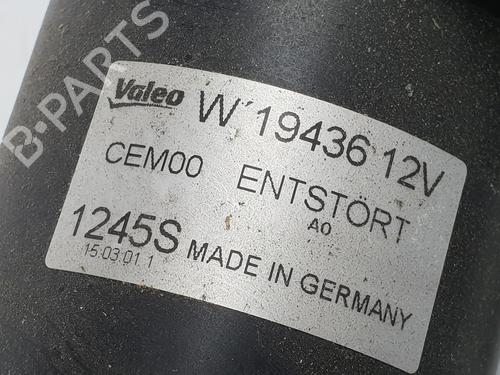 B-PARTS
Valeo W'19436 12V
CEM00 ENTSTÖRT
A0
1245S MADE IN GERMANY
15:03:01 1